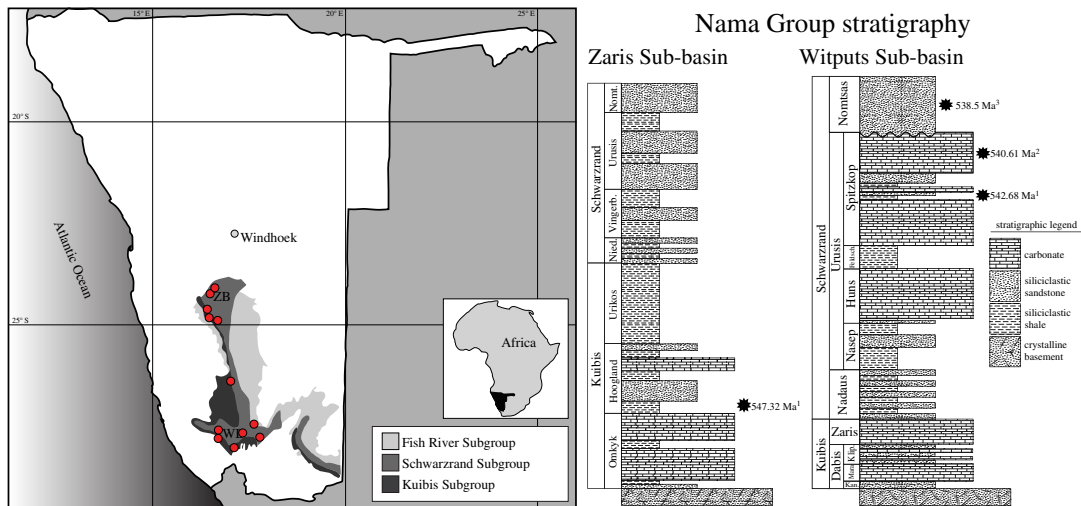 15° E
20° E
25° E
20° S
25° S
Atlantic Ocean
Windhoek
ZB
WB
Africa
Fish River Subgroup
Schwarzrand Subgroup
Kuibis Subgroup
Nama Group stratigraphy
Zaris Sub-basin
Schwarzrand
Kuibis
Nomt.
Urusis
Vngerb.
Nied.
Urikos
Hoogland
Omkyk
547.32 Ma¹
Witputs Sub-basin
Schwarzrand
Kuibis
Urusis
Dabis
Nomtsas
Spitzkop
Huns
Nasep
Nadaus
Zaris
Klip.
Mara
Kan.
538.5 Ma³
540.61 Ma²
542.68 Ma¹
stratigraphic legend
carbonate
siliciclastic
sandstone
siliciclastic
shale
crystalline
basement